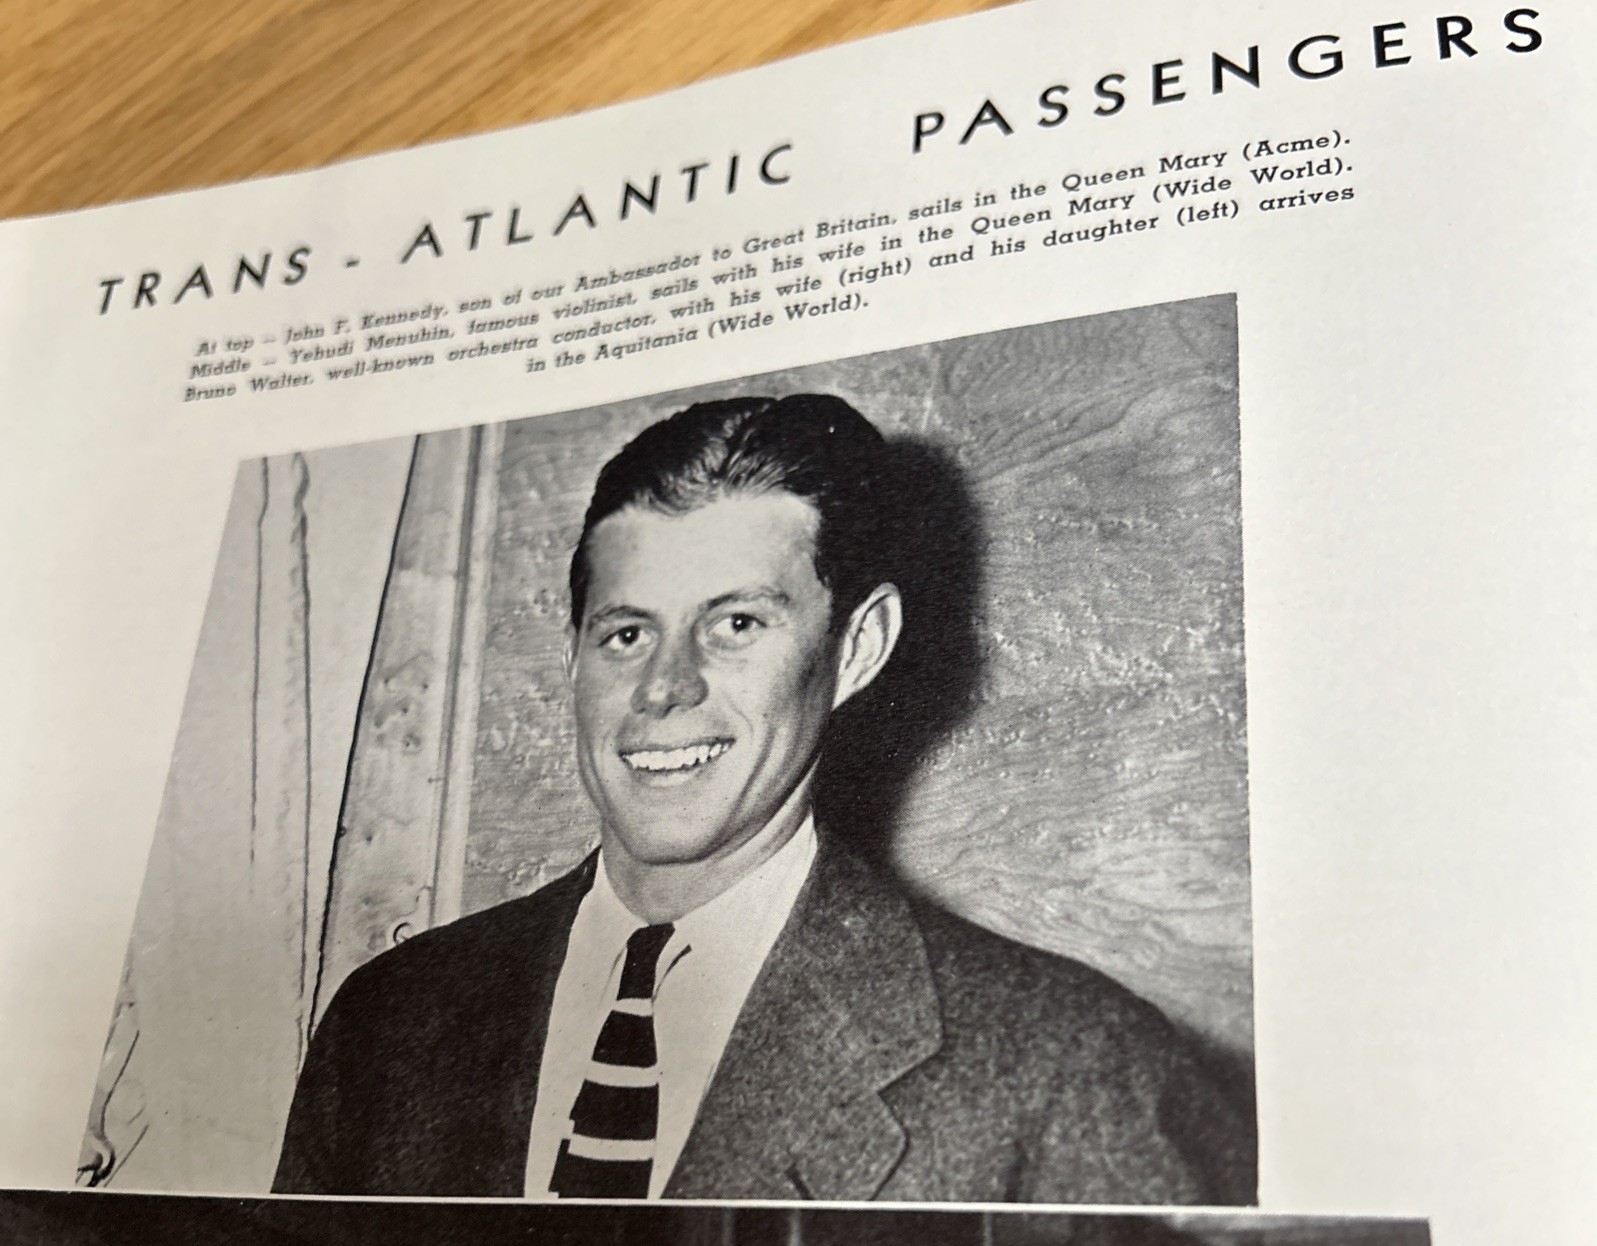 TRANS - ATLANTIC PASSENGERS
At top — John F. Kennedy, son of our Ambassador to Great Britain, sails in the Queen Mary (Acme).
Middle — Yehudi Menuhin, famous violinist, sails with his wife in the Queen Mary (Wide World).
Bruno Walter, well-known orchestra conductor, with his wife (right) and his daughter (left) arrives
in the Aquitania (Wide World).